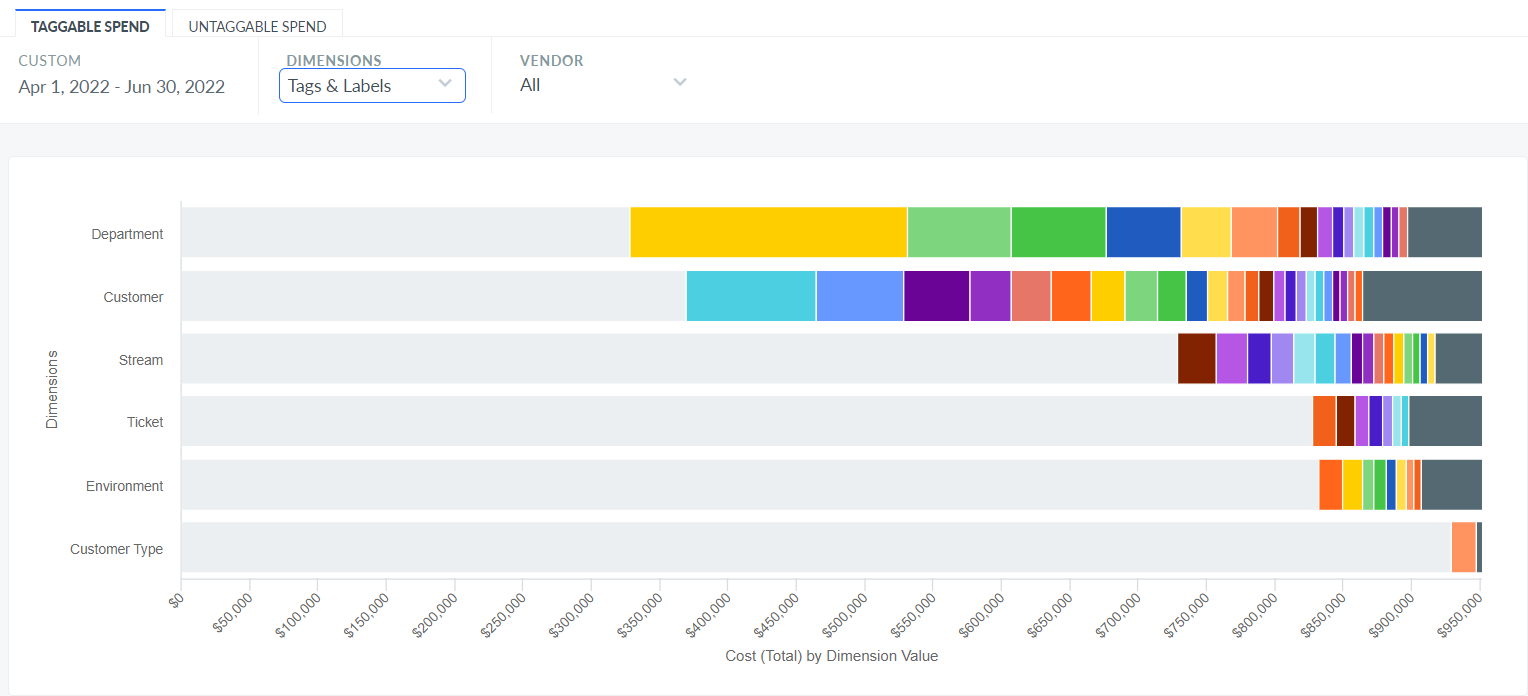 TAGGABLE SPEND
UNTAGGABLE SPEND
CUSTOM
Apr 1, 2022 - Jun 30, 2022
DIMENSIONS
Tags & Labels
VENDOR
All
Dimensions
Department
Customer
Stream
Ticket
Environment
Customer Type
$0
$50,000
$100,000
$150,000
$200,000
$250,000
$300,000
$350,000
$400,000
$450,000
$500,000
$550,000
$600,000
$650,000
$700,000
$750,000
$800,000
$850,000
$900,000
$950,000
Cost (Total) by Dimension Value